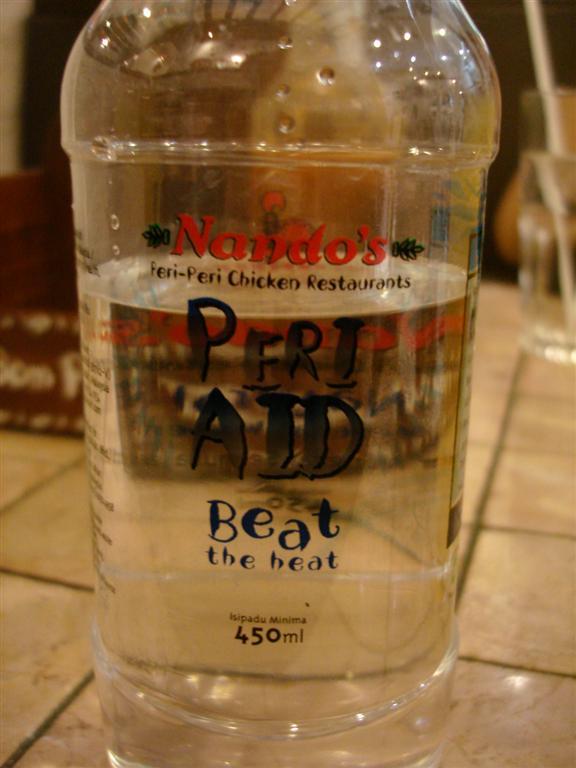 Nando's
Peri-Peri Chicken Restaurants
PERI
AID
Beat
the heat
Isipadu Minima
450ml